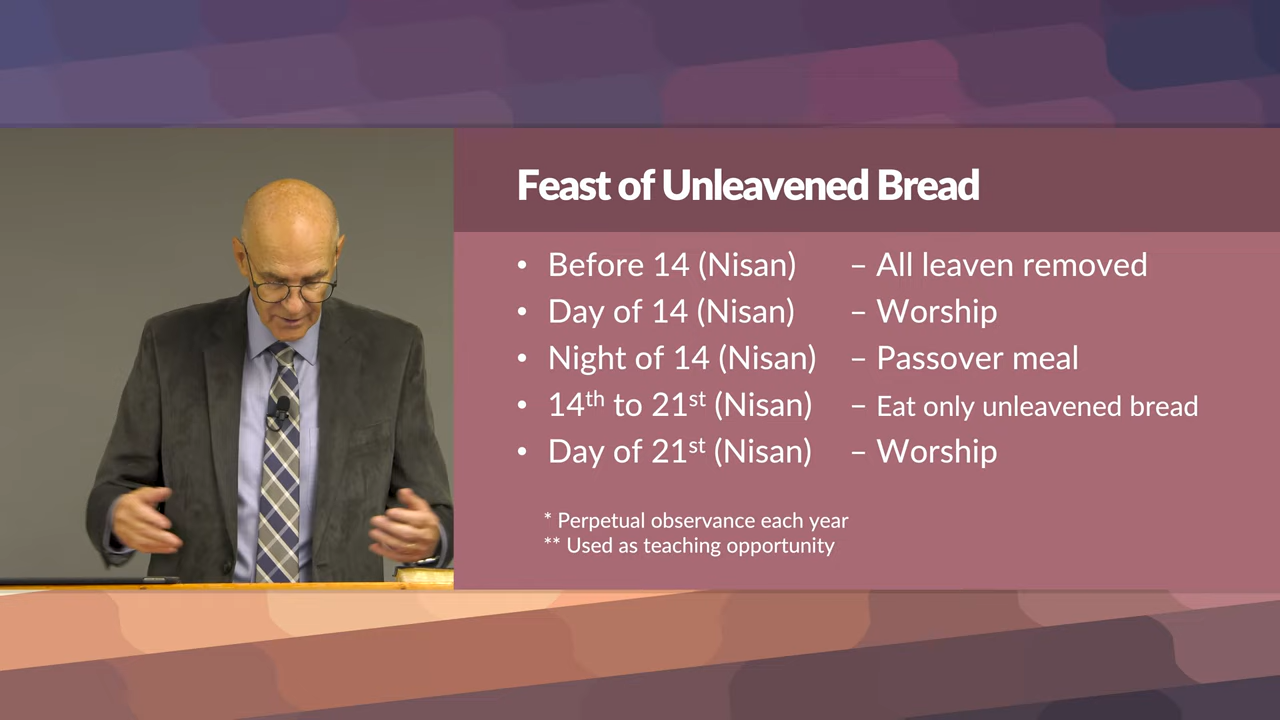 Feast of Unleavened Bread
• Before 14 (Nisan) – All leaven removed
• Day of 14 (Nisan) – Worship
• Night of 14 (Nisan) – Passover meal
• 14th to 21st (Nisan) – Eat only unleavened bread
• Day of 21st (Nisan) – Worship
* Perpetual observance each year
** Used as teaching opportunity